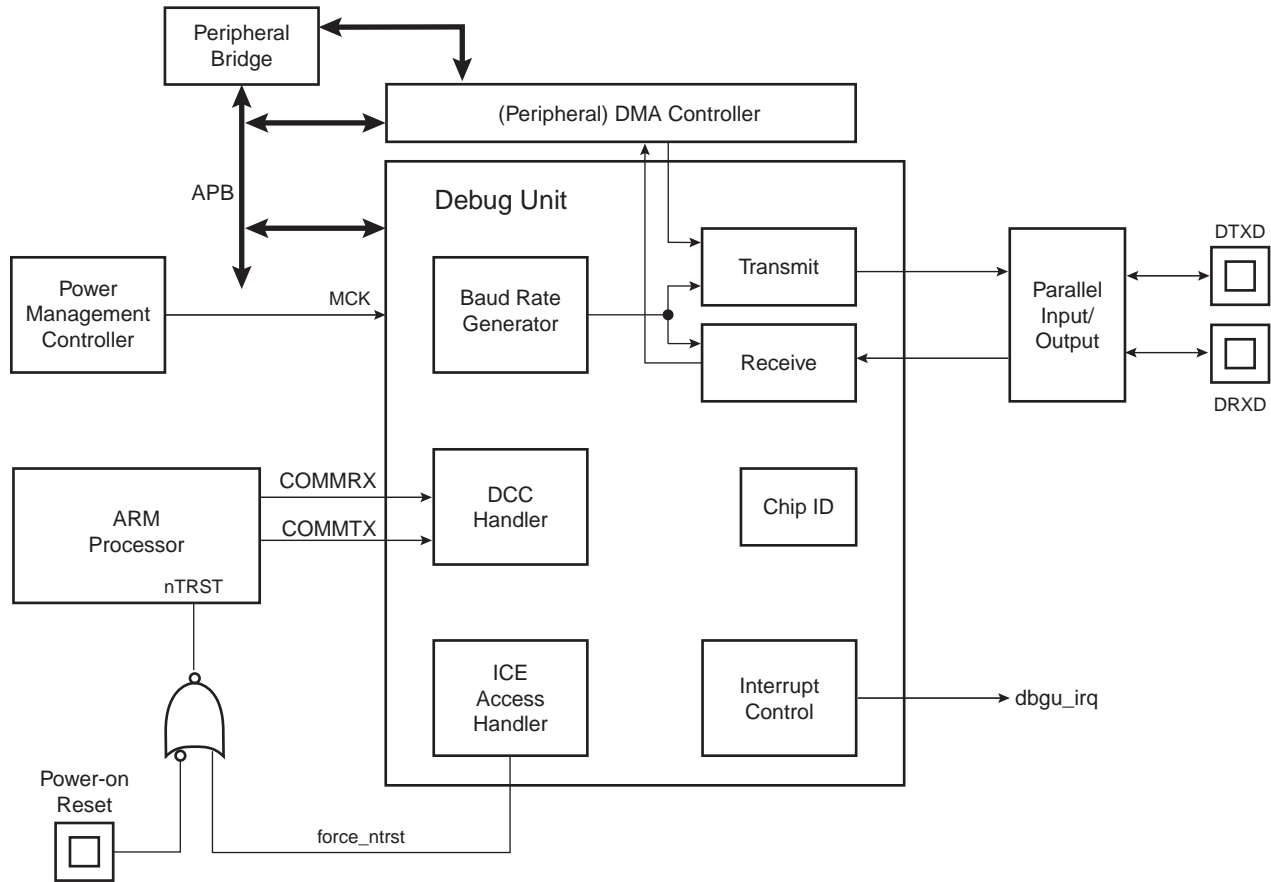 Peripheral
Bridge
(Peripheral) DMA Controller
APB
Debug Unit
Power
Management
Controller
MCK
Baud Rate
Generator
Transmit
Receive
Parallel
Input/
Output
DTXD
DRXD
ARM
Processor
nTRST
COMMRX
COMMTX
DCC
Handler
Chip ID
ICE
Access
Handler
Interrupt
Control
dbgu_irq
Power-on
Reset
force_ntrst